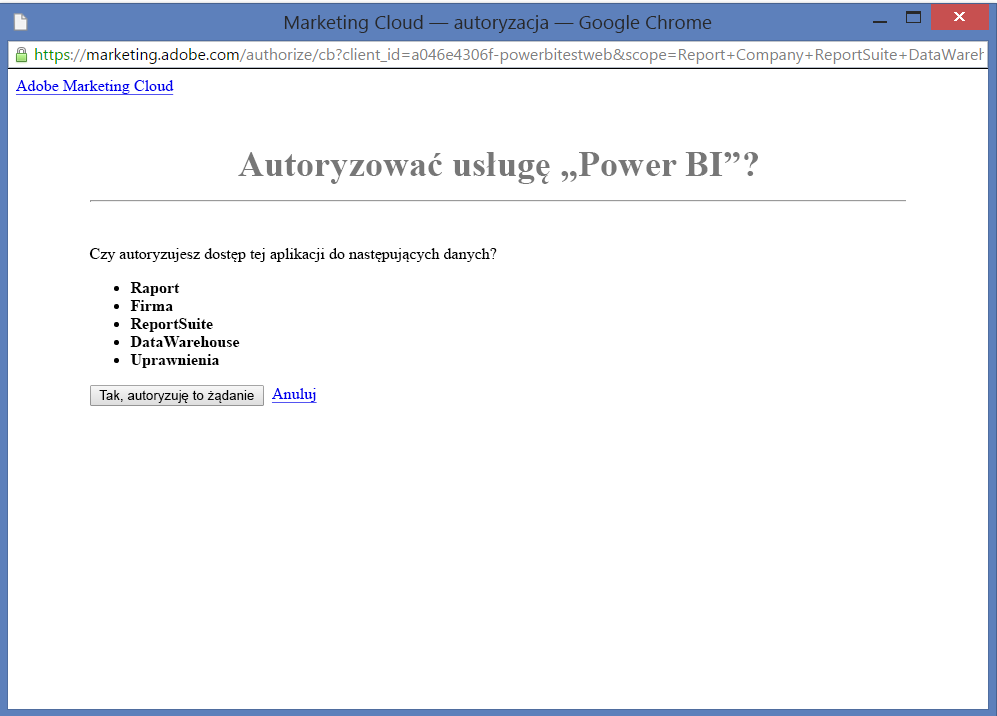 Marketing Cloud — autoryzacja — Google Chrome
https://marketing.adobe.com/authorize/cb?client_id=a046e4306f-powerbitestweb&scope=Report+Company+ReportSuite+DataWareh
Adobe Marketing Cloud
Autoryzować usługę „Power BI”?
Czy autoryzujesz dostęp tej aplikacji do następujących danych?
• Raport
• Firma
• ReportSuite
• DataWarehouse
• Uprawnienia
Tak, autoryzuję to żądanie Anuluj